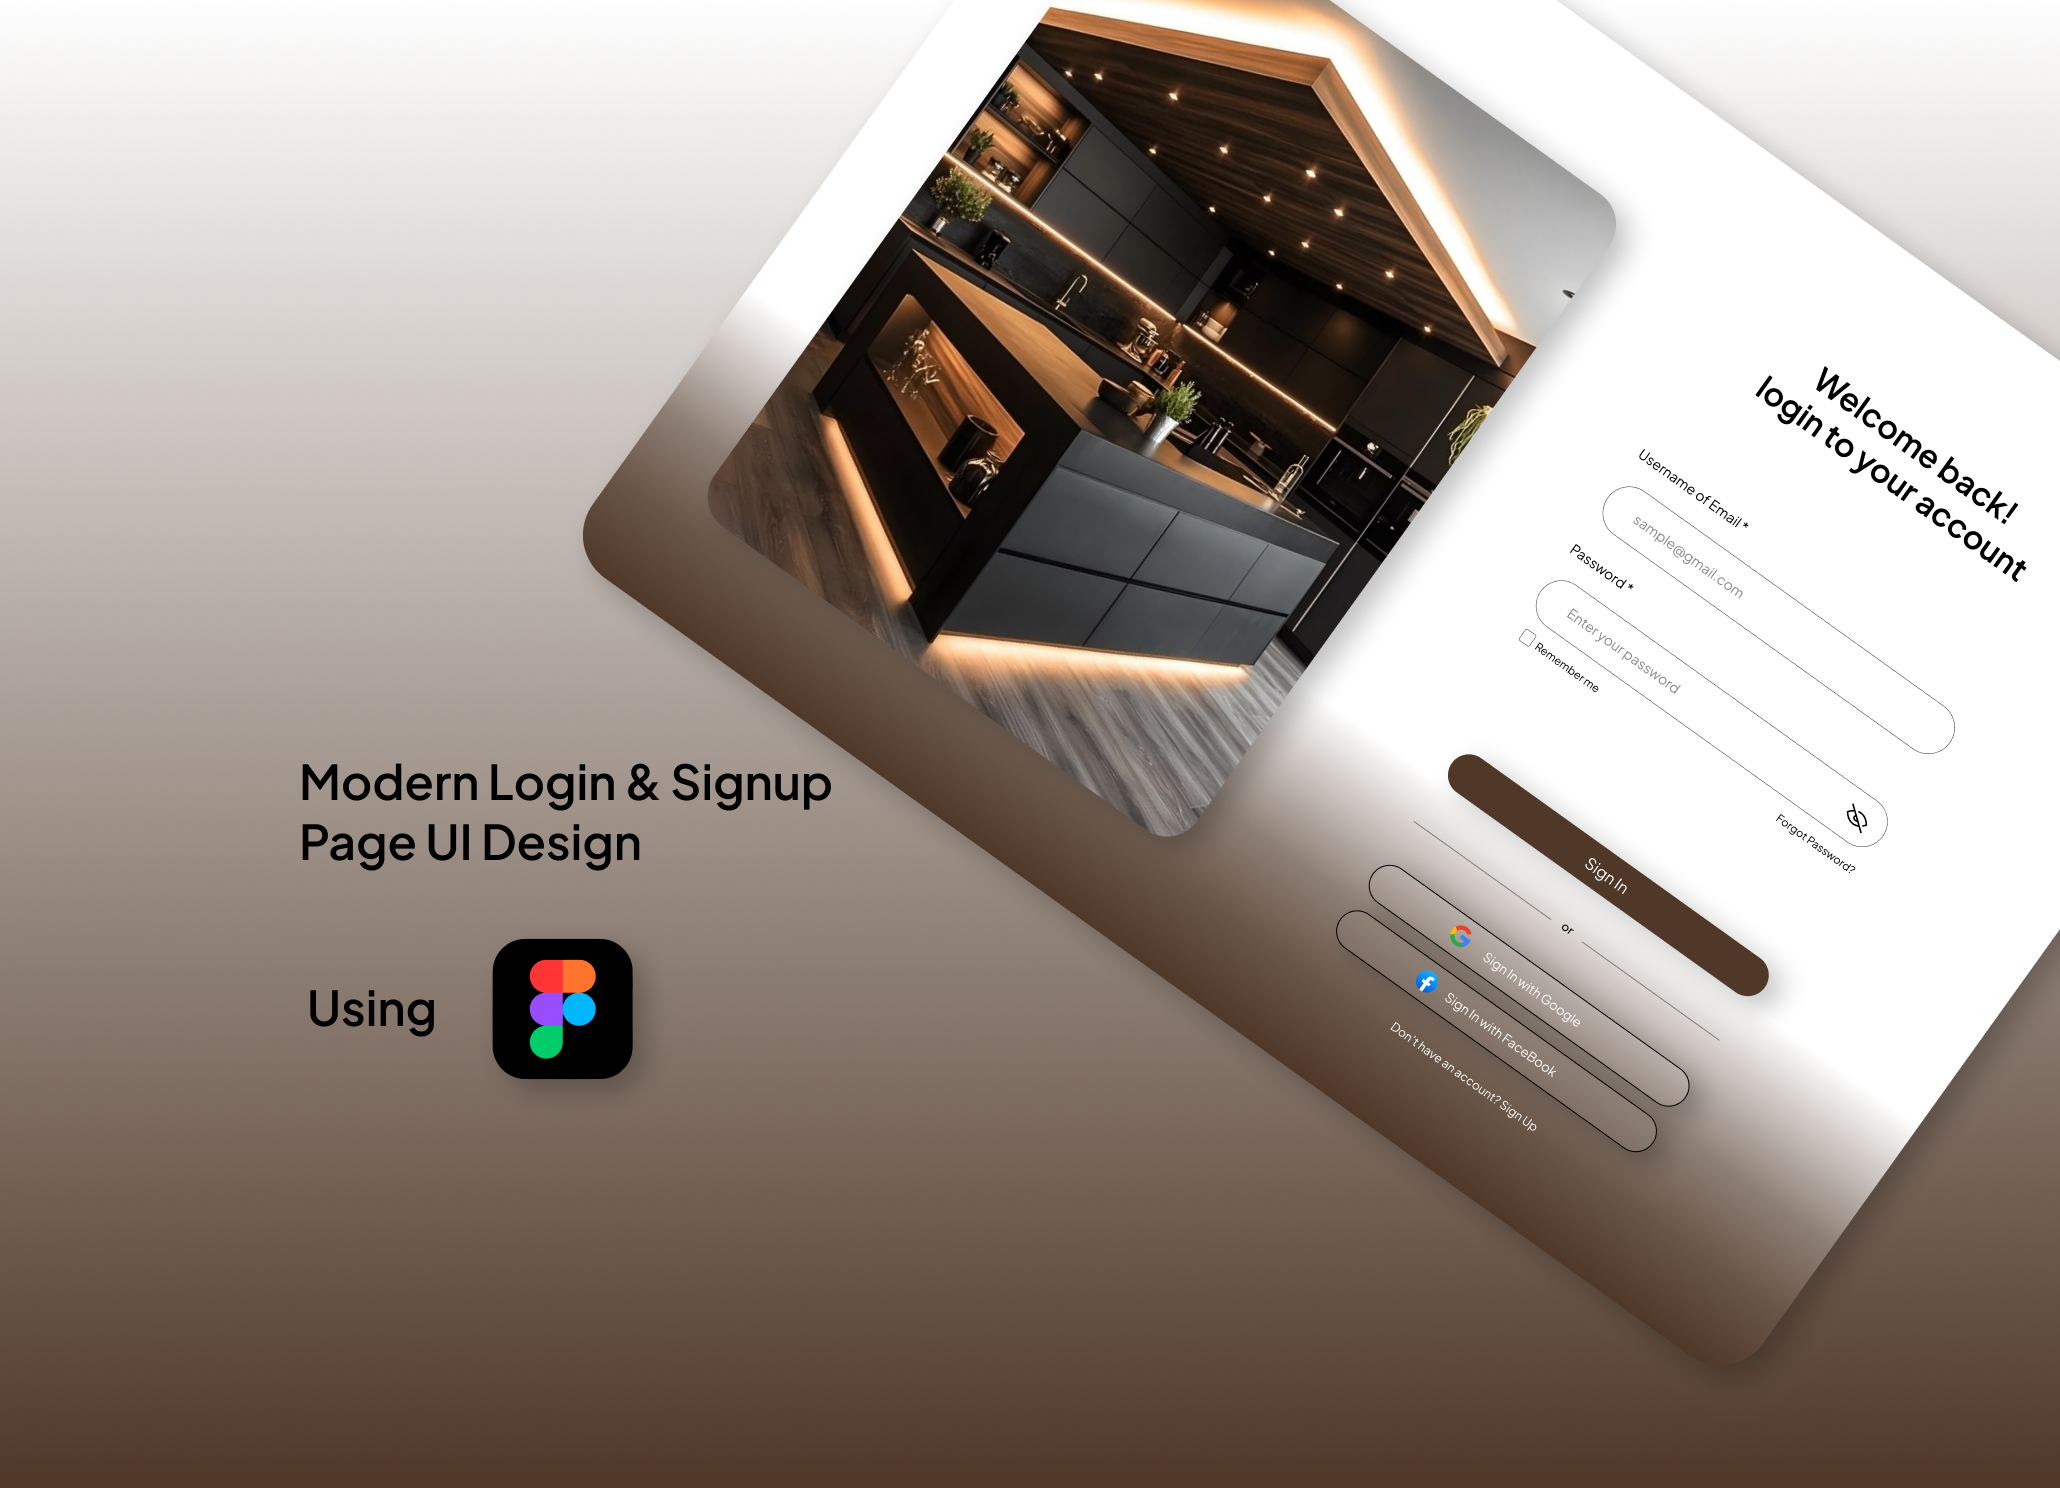 Modern Login & Signup
Page UI Design
Using
Welcome back!
login to your account
Username of Email *
sample@gmail.com
Password *
Enter your password
Remember me
Forgot Password?
Sign In
or
Sign In with Google
Sign In with FaceBook
Don't have an account? Sign Up